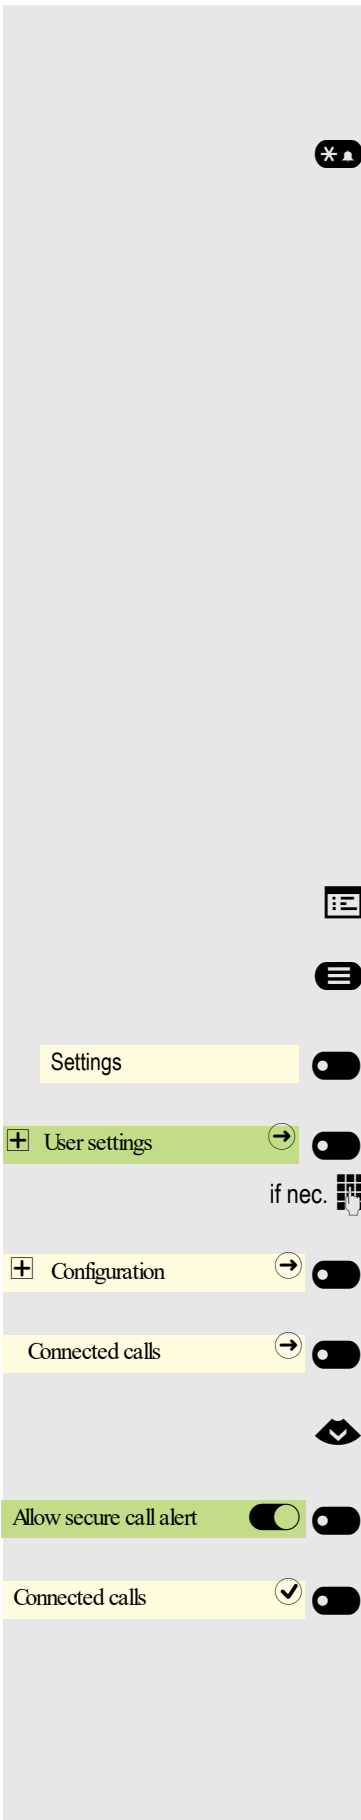 Settings
User settings
if nec.
Configuration
Connected calls
Allow secure call alert
Connected calls